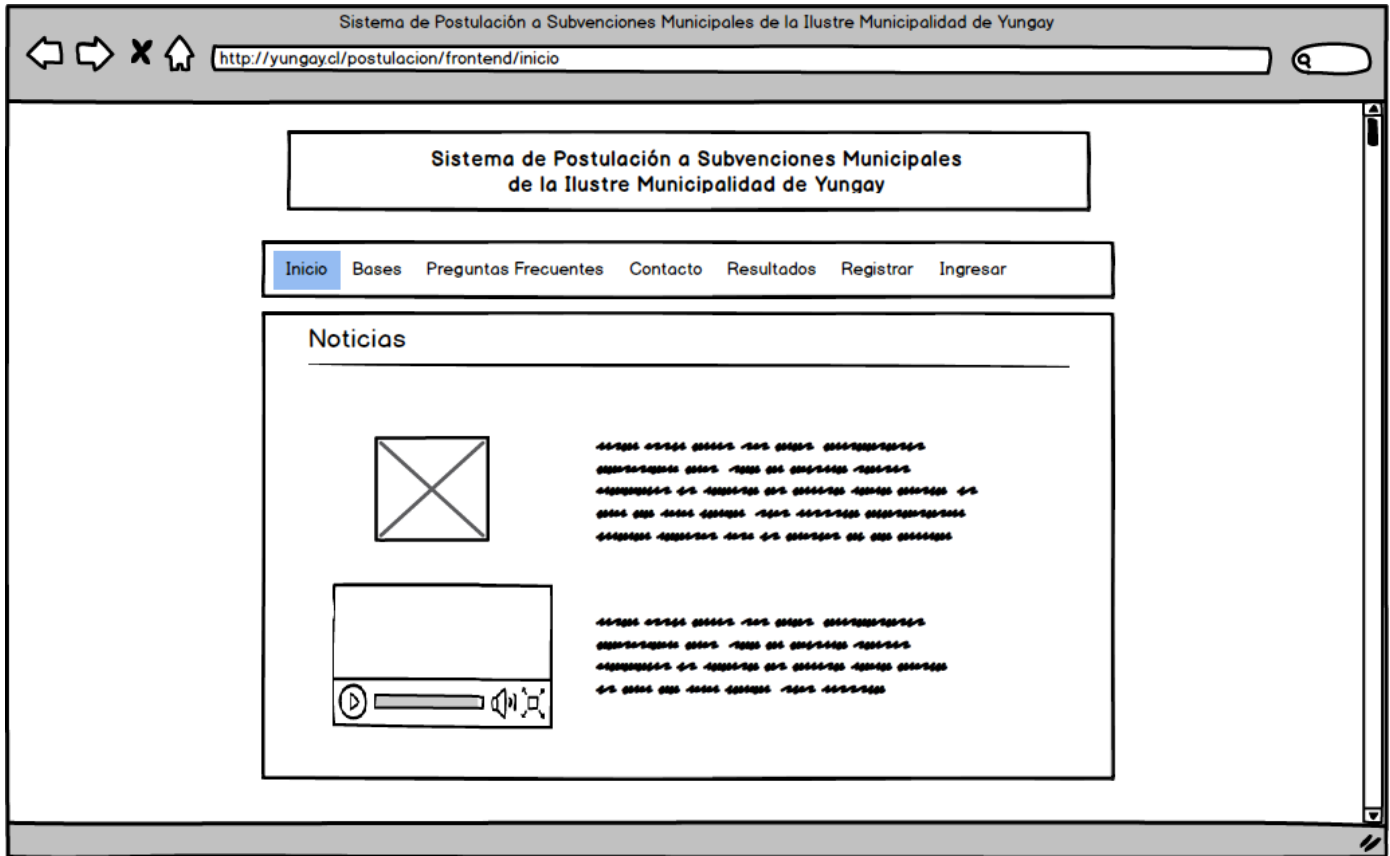 Sistema de Postulación a Subvenciones Municipales de la Ilustre Municipalidad de Yungay
http://yungay.cl/postulacion/frontend/inicio
Sistema de Postulación a Subvenciones Municipales
de la Ilustre Municipalidad de Yungay
Inicio Bases Preguntas Frecuentes Contacto Resultados Registrar Ingresar
Noticias